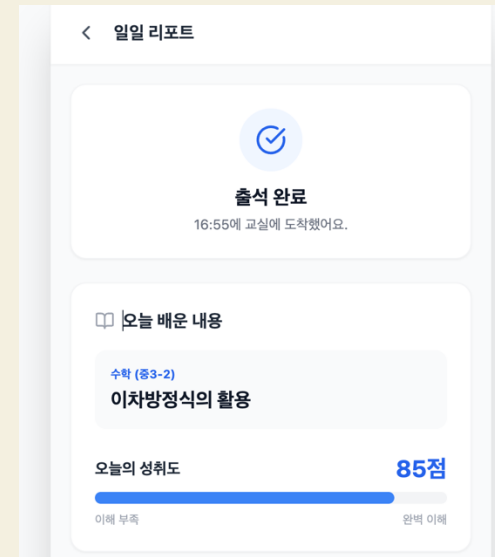 일일 리포트
출석 완료
16:55에 교실에 도착했어요.
오늘 배운 내용
수학 (중3-2)
이차방정식의 활용
오늘의 성취도
85점
이해 부족
완벽 이해